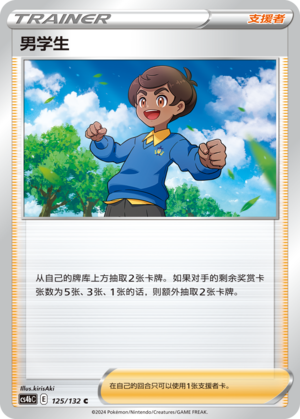 TRAINER 支援者
男学生
从自己的牌库上方抽取2张卡牌。如果对手的剩余奖赏卡
张数为5张、3张、1张的话，则额外抽取2张卡牌。
Illus.kirisAki
CS4bC E 125/132 C
在自己的回合只可以使用1张支援者卡。
©2024 Pokémon/Nintendo/Creatures/GAME FREAK.